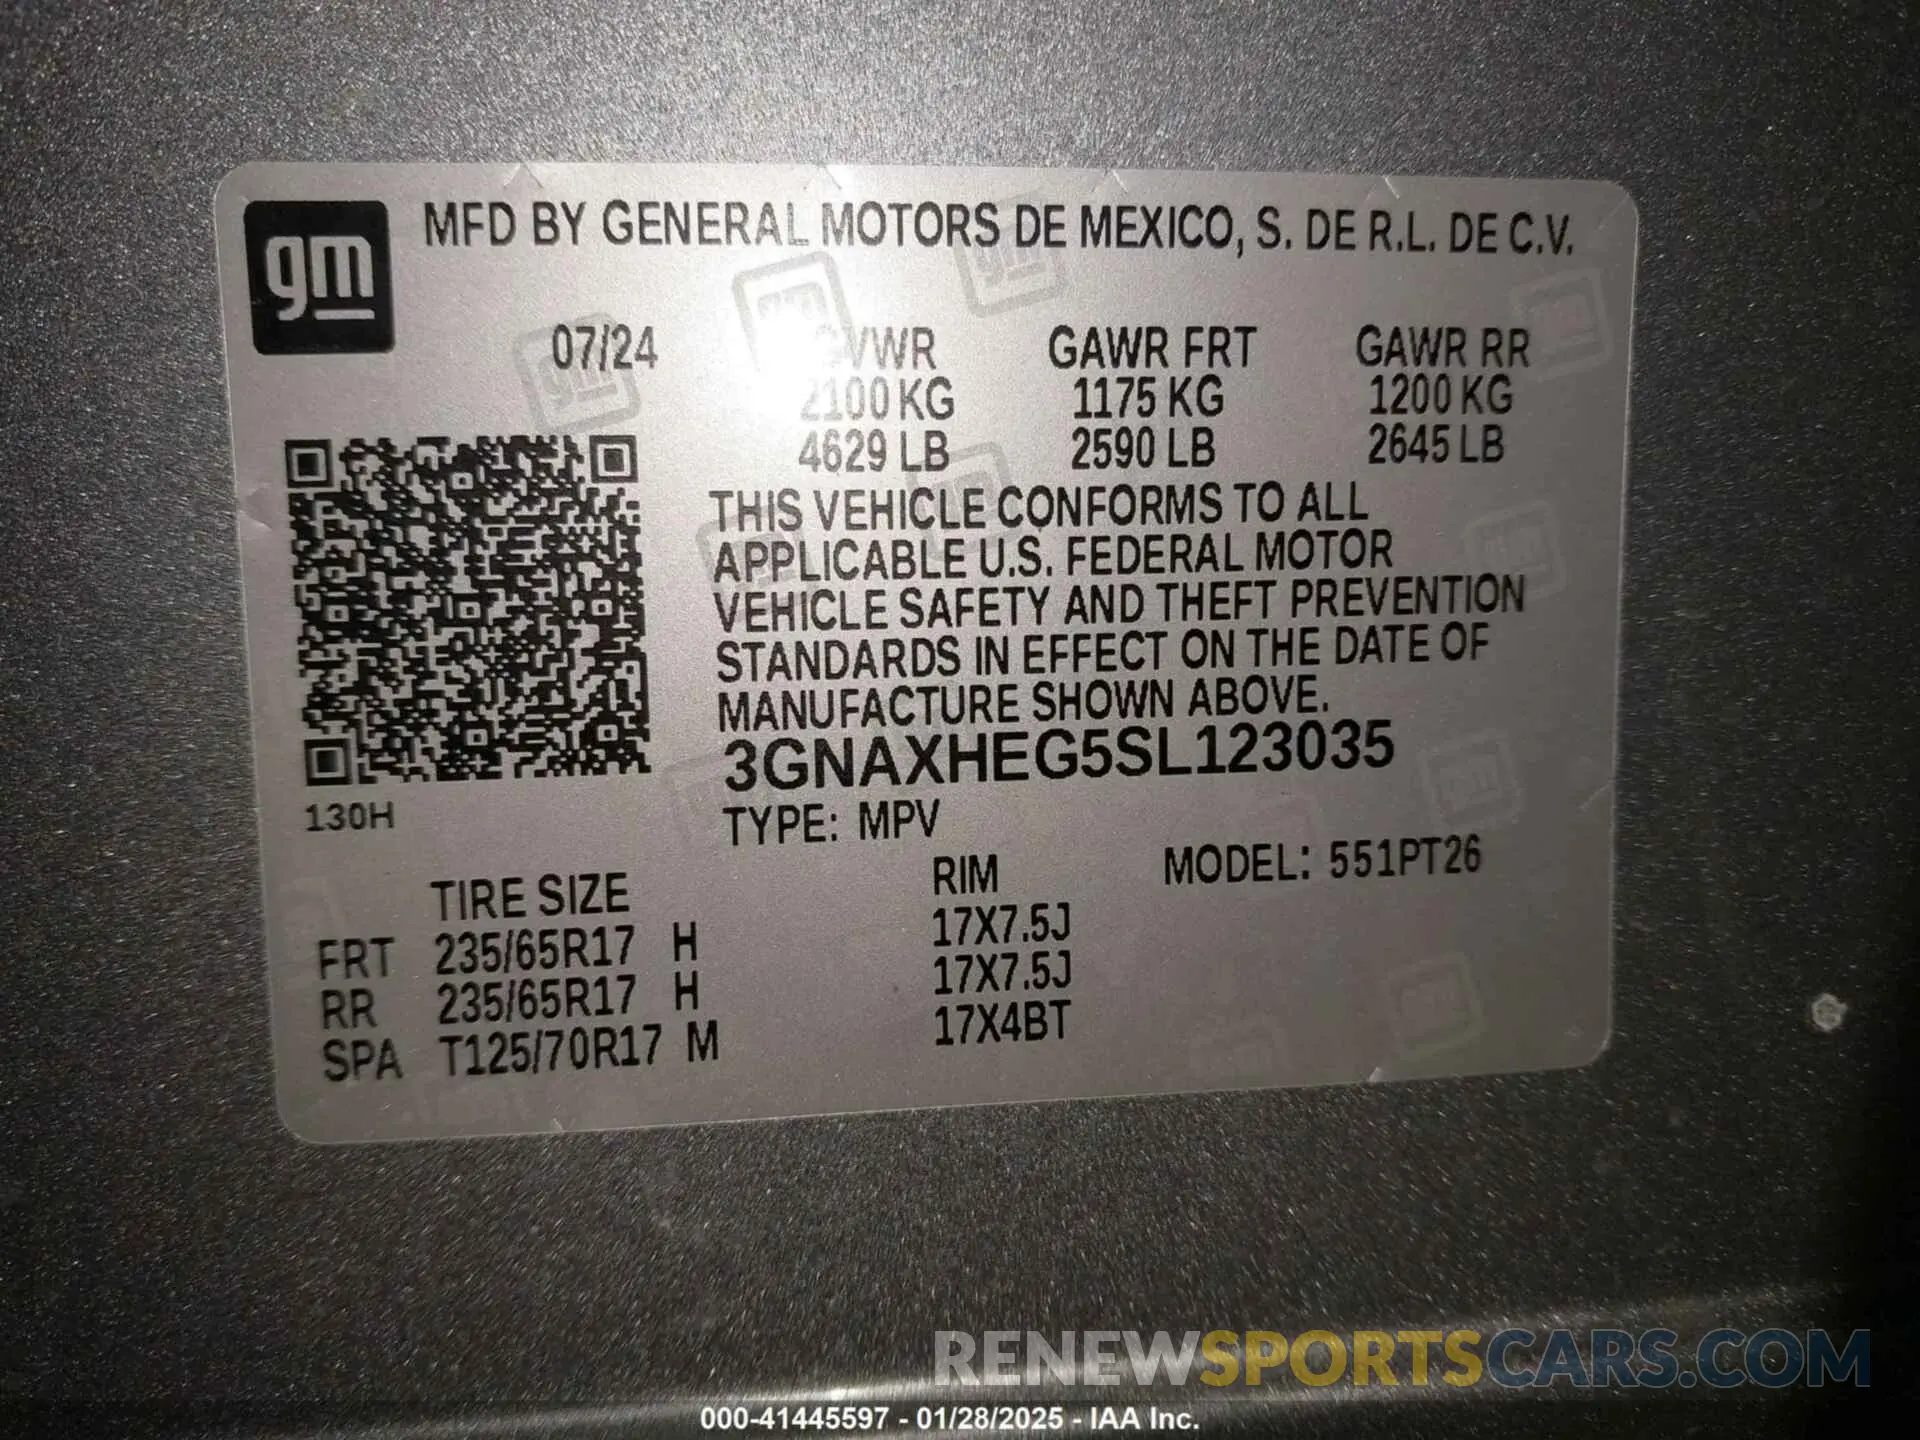 gm
MFD BY GENERAL MOTORS DE MEXICO, S. DE R.L. DE C.V.
07/24 GVWR GAWR FRT GAWR RR
2100 KG 1175 KG 1200 KG
4629 LB 2590 LB 2645 LB
THIS VEHICLE CONFORMS TO ALL
APPLICABLE U.S. FEDERAL MOTOR
VEHICLE SAFETY AND THEFT PREVENTION
STANDARDS IN EFFECT ON THE DATE OF
MANUFACTURE SHOWN ABOVE.
3GNAXHEG5SL123035
130H
TYPE: MPV
TIRE SIZE RIM MODEL: 551PT26
FRT 235/65R17 H 17X7.5J
RR 235/65R17 H 17X7.5J
SPA T125/70R17 M 17X4BT
RENEWSPORTSCARS.COM
000-41445597 - 01/28/2025 - IAA Inc.